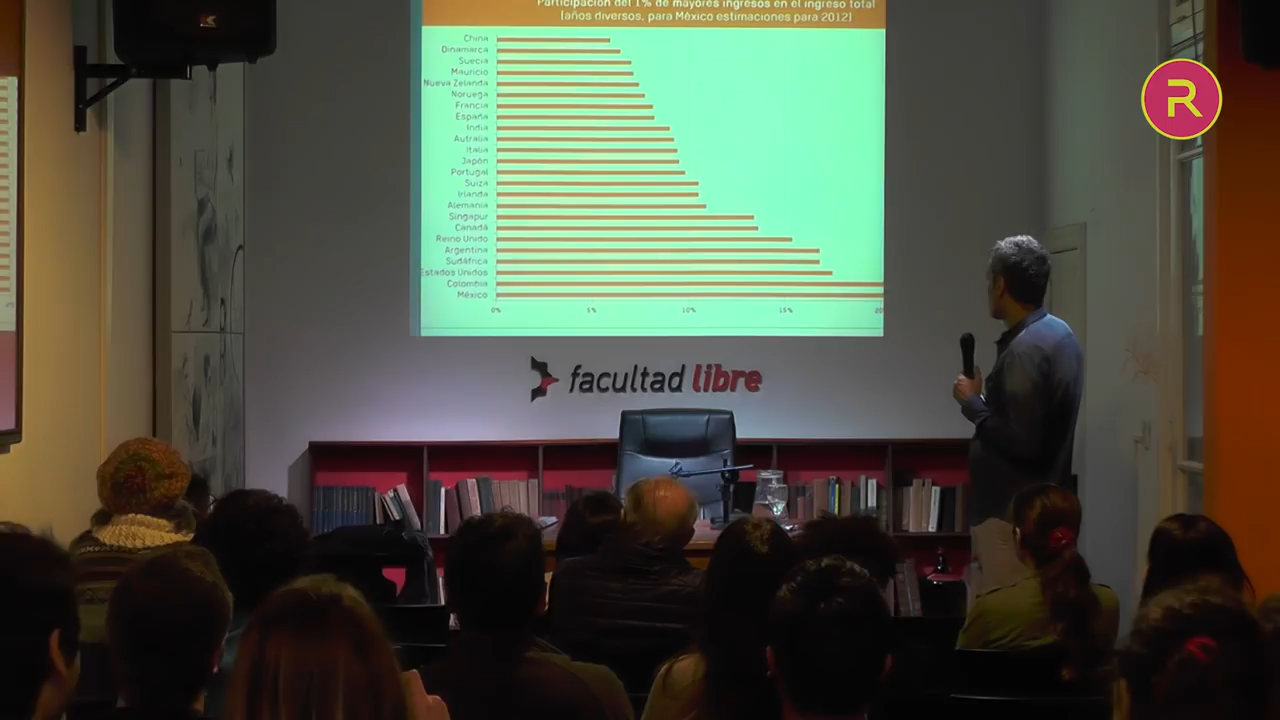 Participación del 1% de mayores ingresos en el ingreso total
(años diversos, para México estimaciones para 2012)
China
Dinamarca
Suecia
Mauricio
Nueva Zelanda
Noruega
Francia
España
India
Autralia
Italia
Japón
Portugal
Suiza
Irlanda
Alemania
Singapur
Canadá
Reino Unido
Argentina
Sudáfrica
Estados Unidos
Colombia
México
0% 5% 10% 15% 20
facultad libre
R